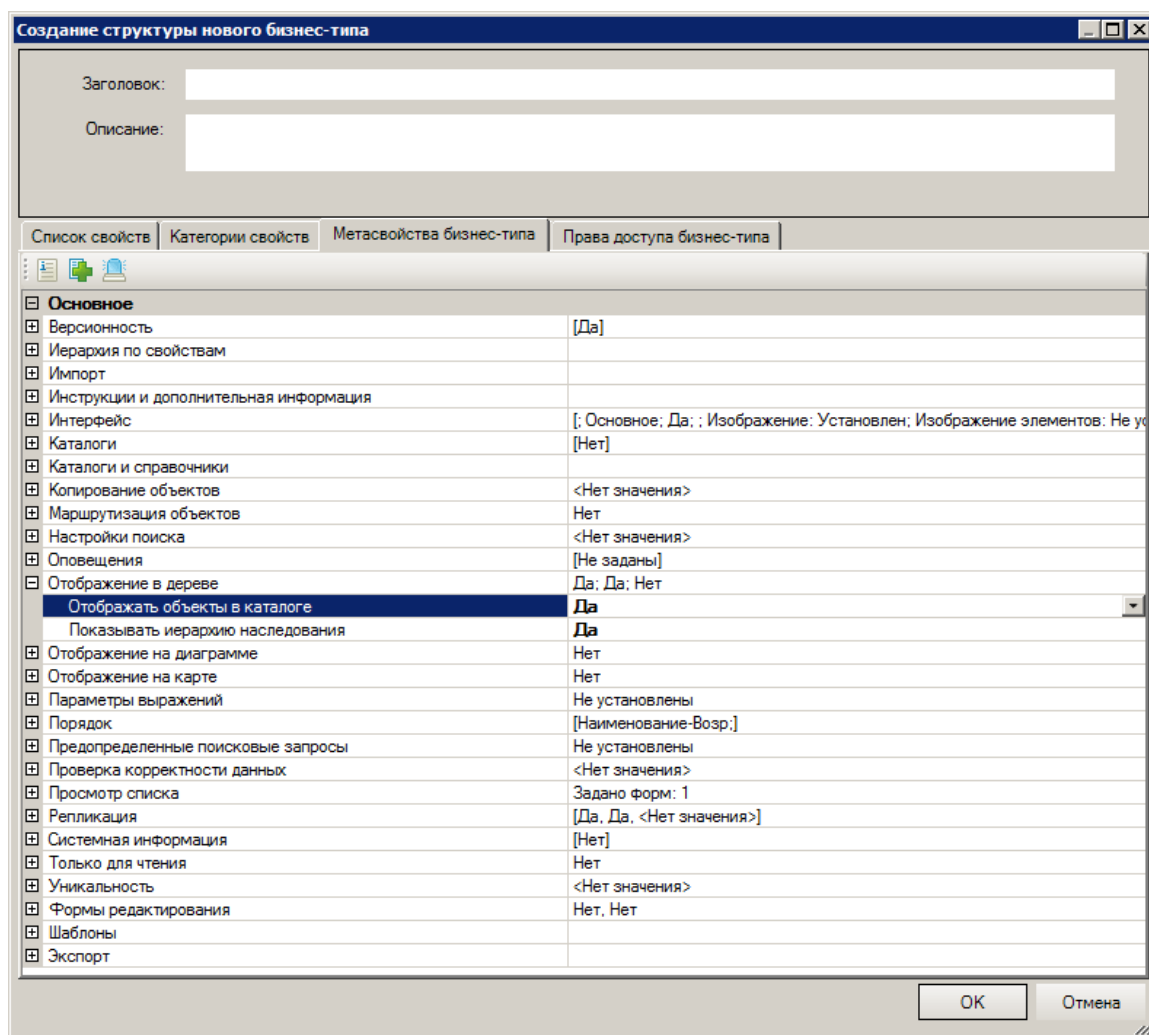 Создание структуры нового бизнес-типа
Заголовок:
Описание:
Список свойств Категории свойств Метасвойства бизнес-типа Права доступа бизнес-типа
Основное
Версионность [Да]
Иерархия по свойствам
Импорт
Инструкции и дополнительная информация
Интерфейс [; Основное; Да; ; Изображение: Установлен; Изображение элементов: Не ус
Каталоги [Нет]
Каталоги и справочники
Копирование объектов <Нет значения>
Маршрутизация объектов Нет
Настройки поиска <Нет значения>
Оповещения [Не заданы]
Отображение в дереве Да; Да; Нет
Отображать объекты в каталоге Да
Показывать иерархию наследования Да
Отображение на диаграмме Нет
Отображение на карте Нет
Параметры выражений Не установлены
Порядок [Наименование-Возр;]
Предопределенные поисковые запросы Не установлены
Проверка корректности данных <Нет значения>
Просмотр списка Задано форм: 1
Репликация [Да, Да, <Нет значения>]
Системная информация [Нет]
Только для чтения Нет
Уникальность <Нет значения>
Формы редактирования Нет, Нет
Шаблоны
Экспорт
OK Отмена